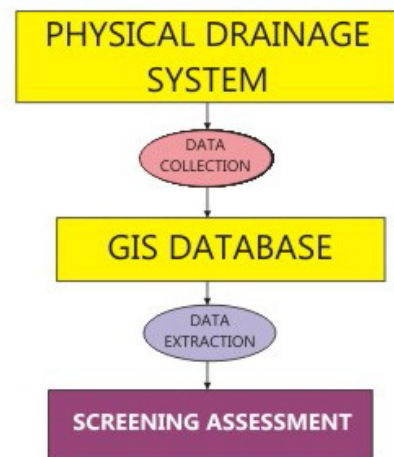 PHYSICAL DRAINAGE
SYSTEM
DATA
COLLECTION
GIS DATABASE
DATA
EXTRACTION
SCREENING ASSESSMENT